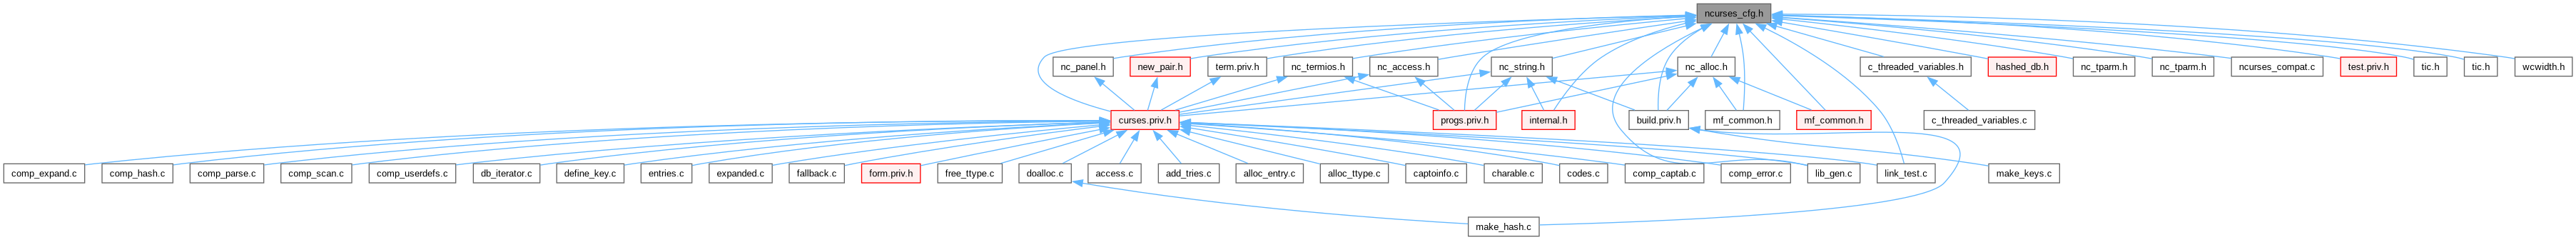 ncurses_cfg.h
nc_panel.h
new_pair.h
term.priv.h
nc_termios.h
nc_access.h
nc_string.h
nc_alloc.h
c_threaded_variables.h
hashed_db.h
nc_tparm.h
nc_tparm.h
ncurses_compat.c
test.priv.h
tic.h
tic.h
wcwidth.h
curses.priv.h
progs.priv.h
internal.h
build.priv.h
mf_common.h
mf_common.h
c_threaded_variables.c
comp_expand.c
comp_hash.c
comp_parse.c
comp_scan.c
comp_userdefs.c
db_iterator.c
define_key.c
entries.c
expanded.c
fallback.c
form.priv.h
free_ttype.c
doalloc.c
access.c
add_tries.c
alloc_entry.c
alloc_ttype.c
captoinfo.c
charable.c
codes.c
comp_captab.c
comp_error.c
lib_gen.c
link_test.c
make_keys.c
make_hash.c